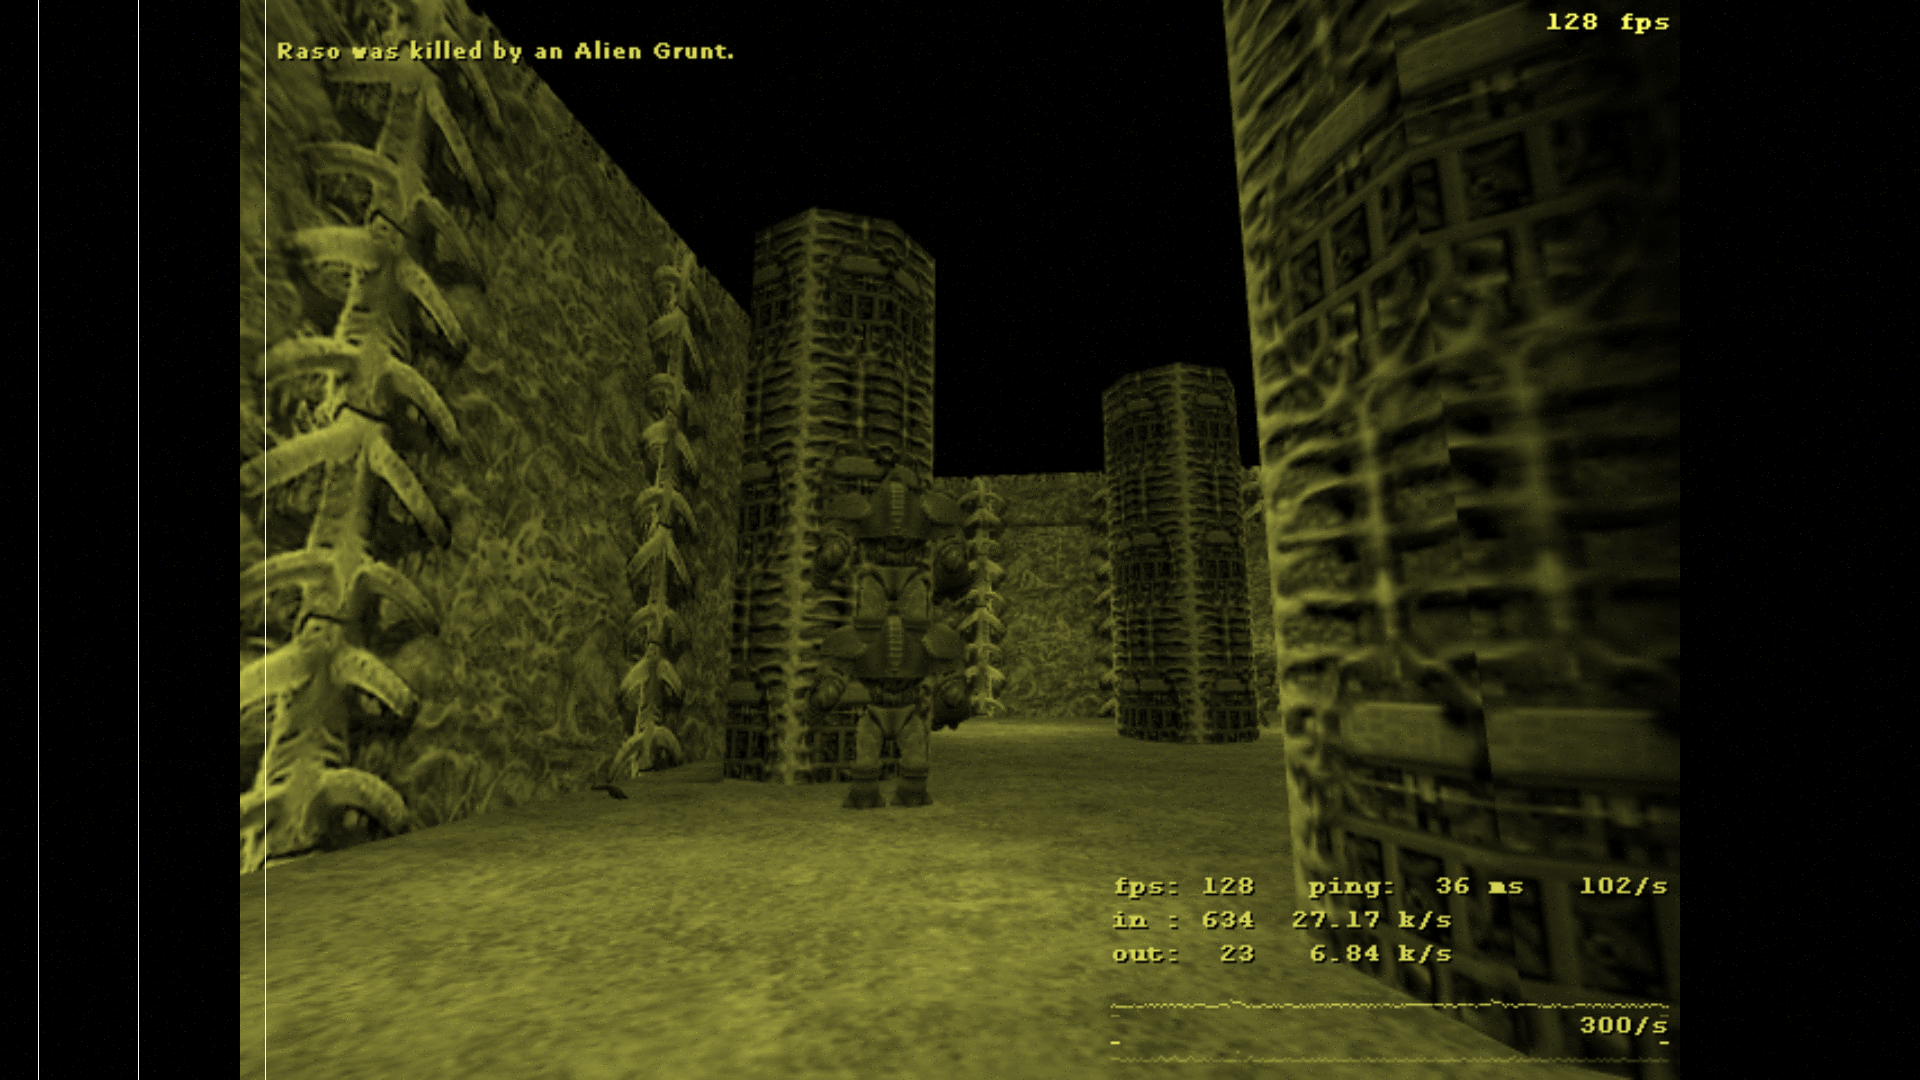 128 fps
Raso was killed by an Alien Grunt.
fps: 128 ping: 36 ms 102/s
in : 634 27.17 k/s
out: 23 6.84 k/s
300/s